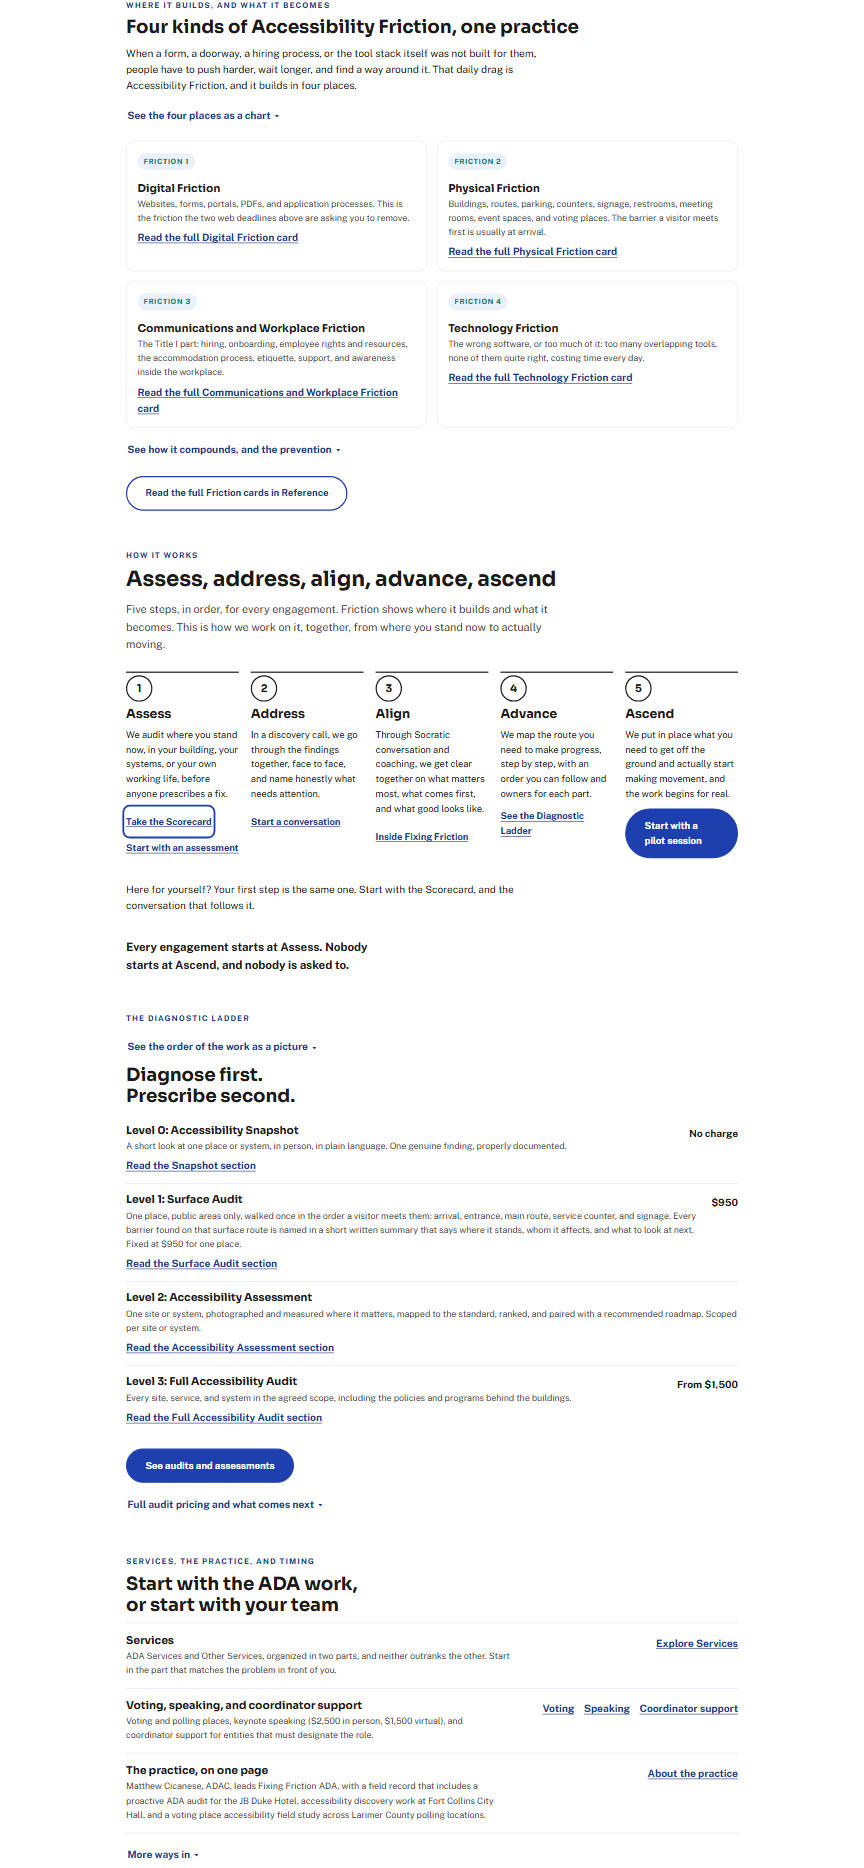 WHERE IT BUILDS, AND WHAT IT BECOMES
Four kinds of Accessibility Friction, one practice
When a form, a doorway, a hiring process, or the tool stack itself was not built for them,
people have to push harder, wait longer, and find a way around it. That daily drag is
Accessibility Friction, and it builds in four places.
See the four places as a chart
FRICTION 1
Digital Friction
Websites, forms, portals, PDFs, and application processes. This is
the friction the two web deadlines above are asking you to remove.
Read the full Digital Friction card
FRICTION 2
Physical Friction
Buildings, routes, parking, counters, signage, restrooms, meeting
rooms, event spaces, and voting places. The barrier a visitor meets
first is usually at arrival.
Read the full Physical Friction card
FRICTION 3
Communications and Workplace Friction
The Title I part: hiring, onboarding, employee rights and resources,
the accommodation process, etiquette, support, and awareness
inside the workplace.
Read the full Communications and Workplace Friction
card
FRICTION 4
Technology Friction
The wrong software, or too much of it: too many overlapping tools,
none of them quite right, costing time every day.
Read the full Technology Friction card
See how it compounds, and the prevention
Read the full Friction cards in Reference
HOW IT WORKS
Assess, address, align, advance, ascend
Five steps, in order, for every engagement. Friction shows where it builds and what it
becomes. This is how we work on it, together, from where you stand now to actually
moving.
1
Assess
We audit where you stand
now, in your building, your
systems, or your own
working life, before
anyone prescribes a fix.
Take the Scorecard
Start with an assessment
2
Address
In a discovery call, we go
through the findings
together, face to face,
and name honestly what
needs attention.
Start a conversation
3
Align
Through Socratic
conversation and
coaching, we get clear
together on what matters
most, what comes first,
and what good looks like.
Inside Fixing Friction
4
Advance
We map the route you
need to make progress,
step by step, with an
order you can follow and
owners for each part.
See the Diagnostic
Ladder
5
Ascend
We put in place what you
need to get off the
ground and actually start
making movement, and
the work begins for real.
Start with a
pilot session
Here for yourself? Your first step is the same one. Start with the Scorecard, and the
conversation that follows it.
Every engagement starts at Assess. Nobody
starts at Ascend, and nobody is asked to.
THE DIAGNOSTIC LADDER
See the order of the work as a picture
Diagnose first.
Prescribe second.
Level 0: Accessibility Snapshot
No charge
A short look at one place or system, in person, in plain language. One genuine finding, properly documented.
Read the Snapshot section
Level 1: Surface Audit
$950
One place, public areas only, walked once in the order a visitor meets them: arrival, entrance, main route, service counter, and signage. Every
barrier found on that surface route is named in a short written summary that says where it stands, whom it affects, and what to look at next.
Fixed at $950 for one place.
Read the Surface Audit section
Level 2: Accessibility Assessment
One site or system, photographed and measured where it matters, mapped to the standard, ranked, and paired with a recommended roadmap. Scoped
per site or system.
Read the Accessibility Assessment section
Level 3: Full Accessibility Audit
From $1,500
Every site, service, and system in the agreed scope, including the policies and programs behind the buildings.
Read the Full Accessibility Audit section
See audits and assessments
Full audit pricing and what comes next
SERVICES, THE PRACTICE, AND TIMING
Start with the ADA work,
or start with your team
Services
ADA Services and Other Services, organized in two parts, and neither outranks the other. Start
in the part that matches the problem in front of you.
Explore Services
Voting, speaking, and coordinator support
Voting and polling places, keynote speaking ($2,500 in person, $1,500 virtual), and
coordinator support for entities that must designate the role.
Voting Speaking Coordinator support
The practice, on one page
Matthew Cicanese, ADAC, leads Fixing Friction ADA, with a field record that includes a
proactive ADA audit for the JB Duke Hotel, accessibility discovery work at Fort Collins City
Hall, and a voting place accessibility field study across Larimer County polling locations.
About the practice
More ways in